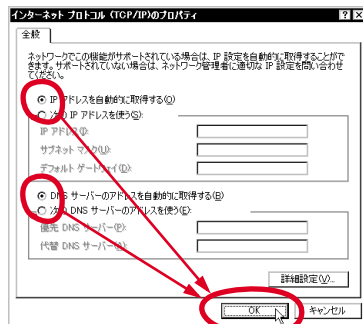 インターネット プロトコル (TCP/IP)のプロパティ
全般
ネットワークでこの機能がサポートされている場合は、IP 設定を自動的に取得することがで
きます。サポートされていない場合は、ネットワーク管理者に適切な IP 設定を問い合わせ
てください。
IP アドレスを自動的に取得する(O)
次の IP アドレスを使う(S):
IP アドレス(I):
サブネット マスク(U):
デフォルト ゲートウェイ(D):
DNS サーバーのアドレスを自動的に取得する(B)
次の DNS サーバーのアドレスを使う(E):
優先 DNS サーバー(P):
代替 DNS サーバー(A):
詳細設定(V)...
OK
キャンセル